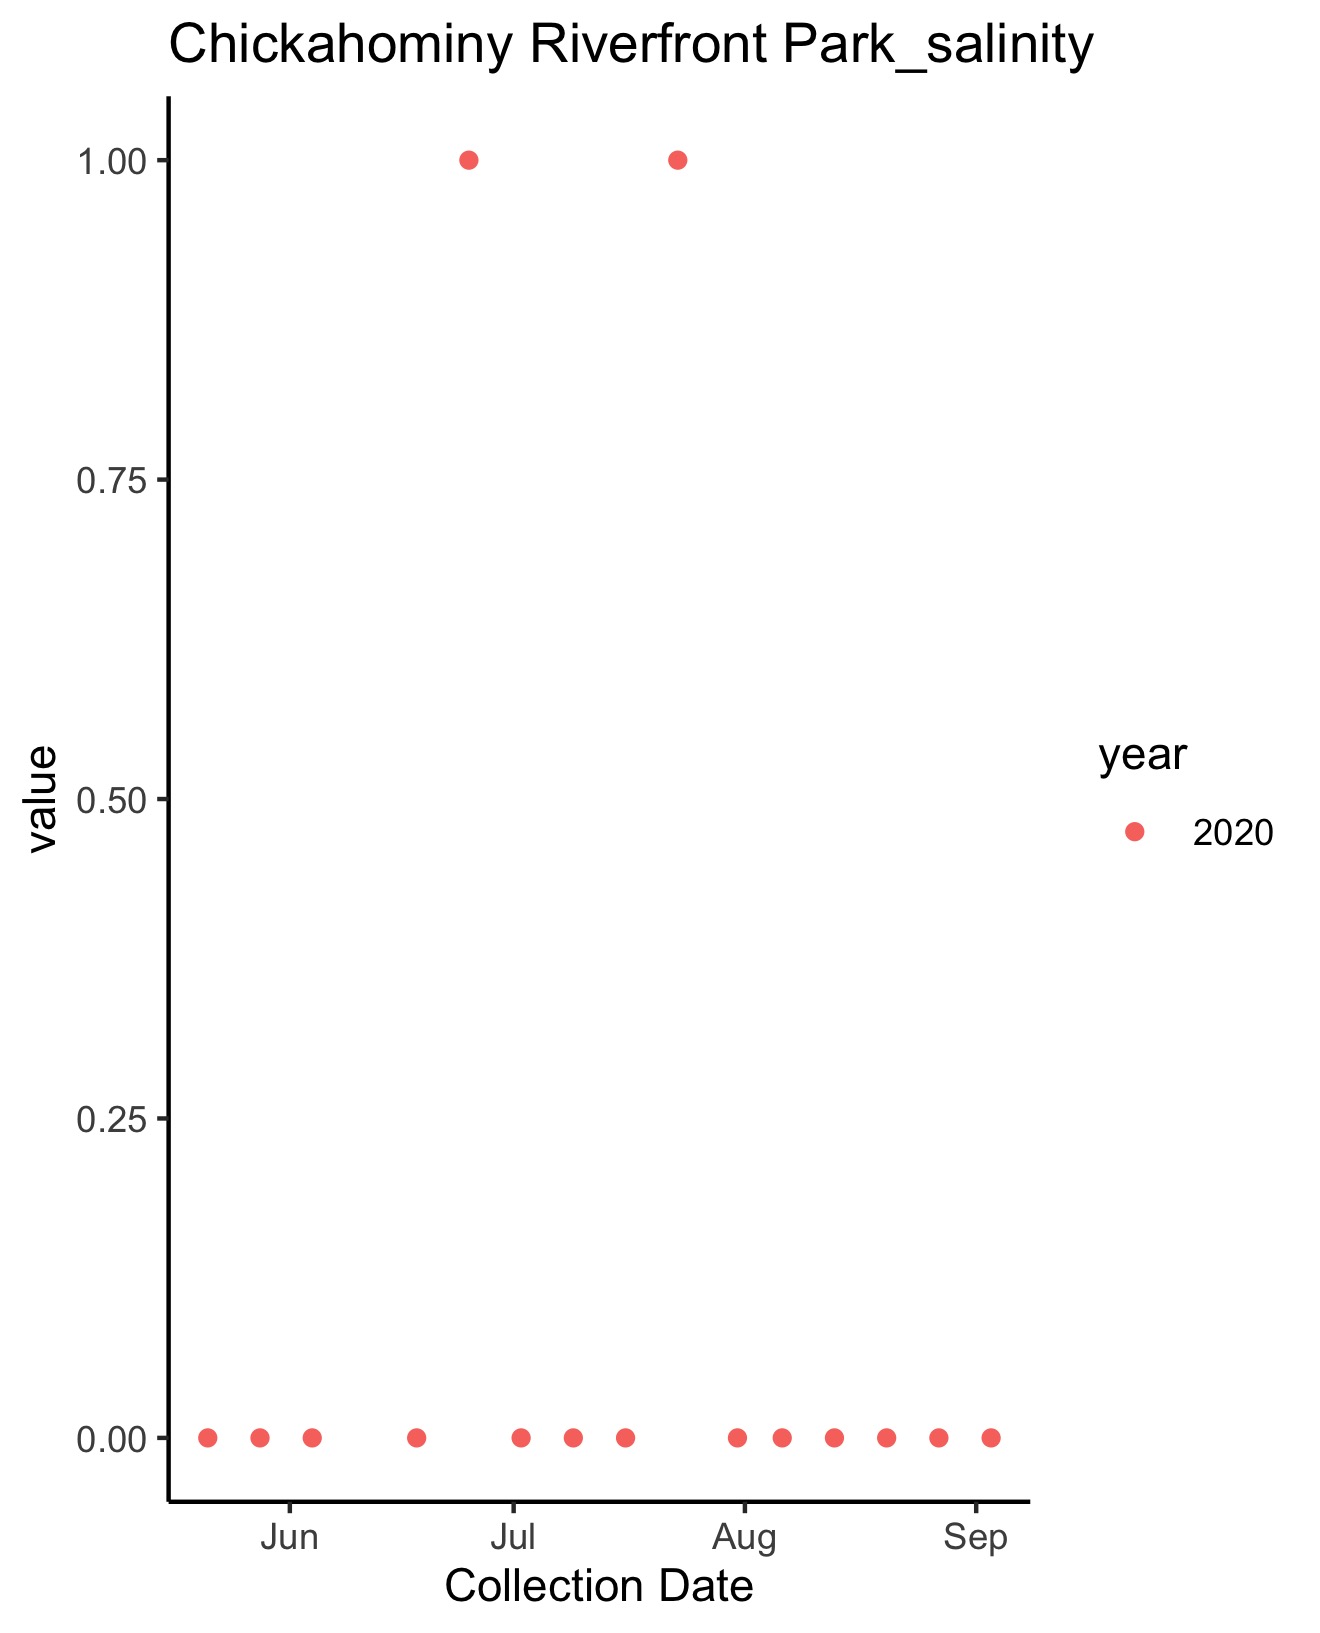 Chickahominy Riverfront Park_salinity
1.00
0.75
0.50
0.25
0.00
value
Jun Jul Aug Sep
Collection Date
year
2020